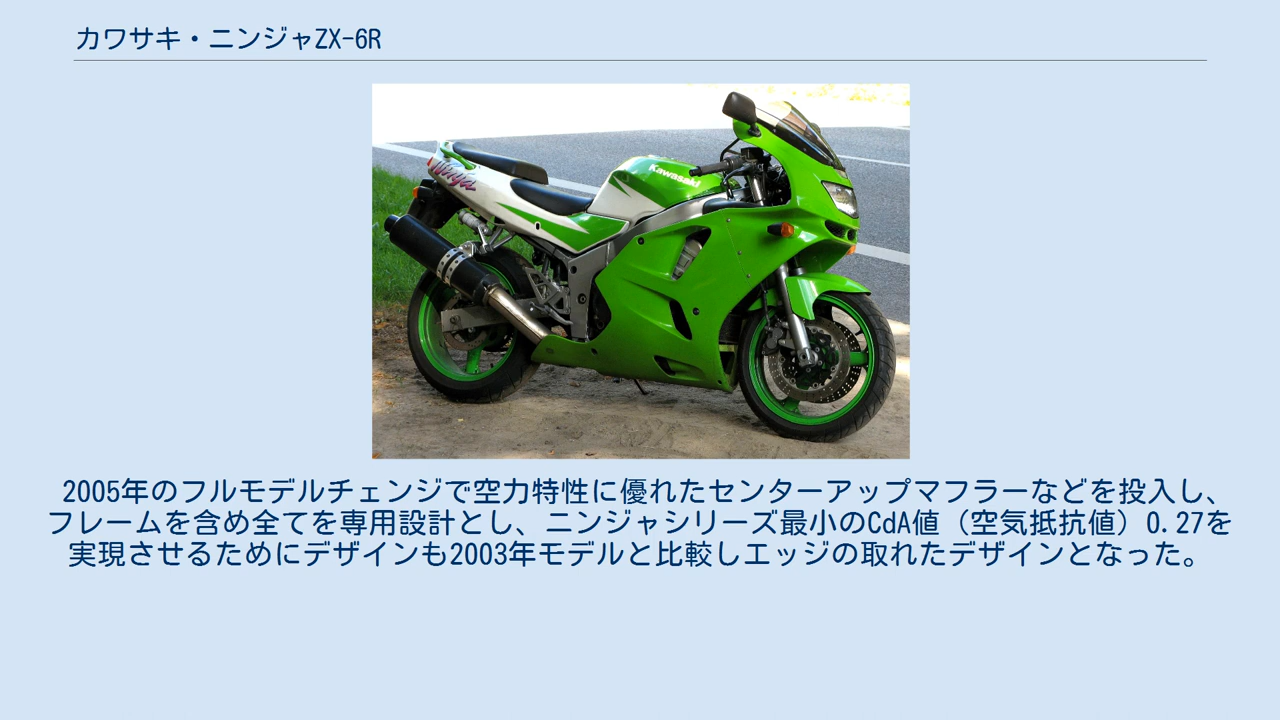 カワサキ・ニンジャZX-6R
Kawasaki
Ninja
2005年のフルモデルチェンジで空力特性に優れたセンターアップマフラーなどを投入し、
フレームを含め全てを専用設計とし、ニンジャシリーズ最小のCdA値（空気抵抗値）0.27を
実現させるためにデザインも2003年モデルと比較しエッジの取れたデザインとなった。